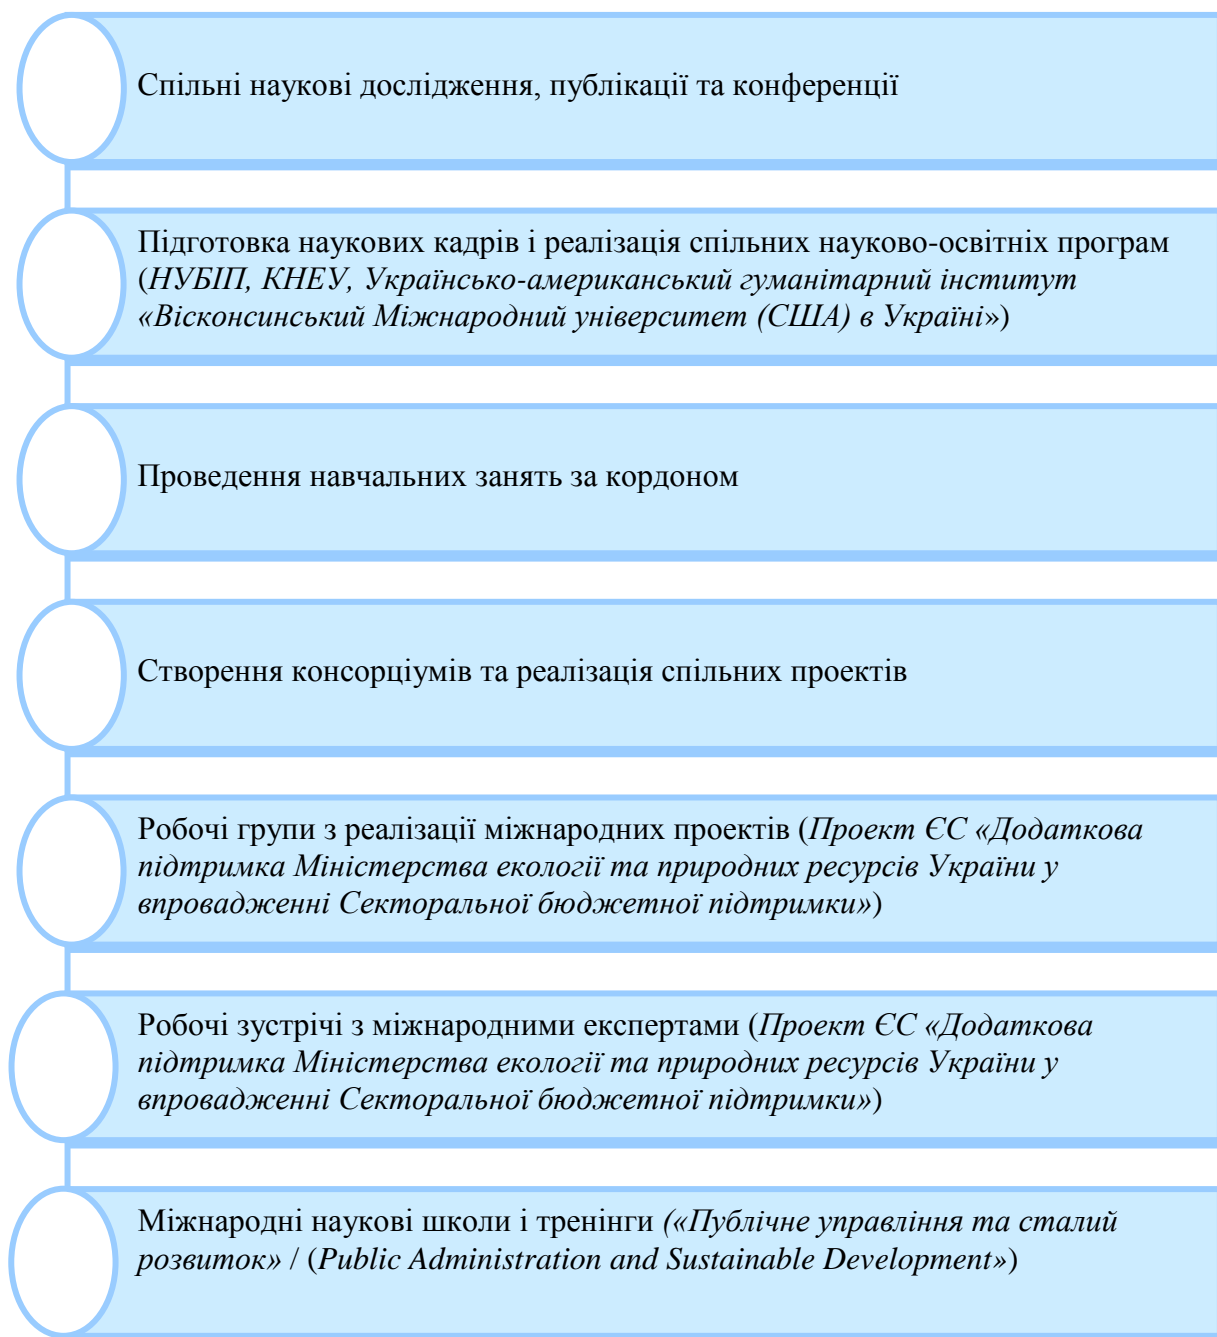 Спільні наукові дослідження, публікації та конференції
Підготовка наукових кадрів і реалізація спільних науково-освітніх програм
(НУБІП, КНЕУ, Українсько-американський гуманітарний інститут
«Вісконсинський Міжнародний університет (США) в Україні»)
Проведення навчальних занять за кордоном
Створення консорціумів та реалізація спільних проектів
Робочі групи з реалізації міжнародних проектів (Проект ЄС «Додаткова
підтримка Міністерства екології та природних ресурсів України у
впровадженні Секторальної бюджетної підтримки»)
Робочі зустрічі з міжнародними експертами (Проект ЄС «Додаткова
підтримка Міністерства екології та природних ресурсів України у
впровадженні Секторальної бюджетної підтримки»)
Міжнародні наукові школи і тренінги («Публічне управління та сталий
розвиток» / (Public Administration and Sustainable Development»)